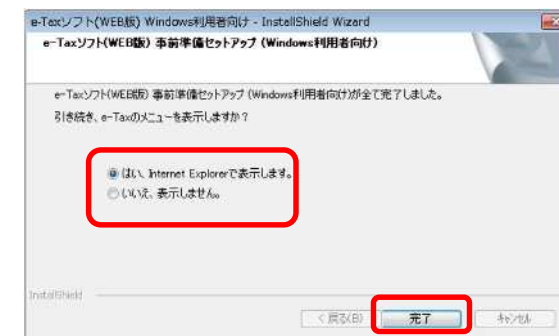 e-Taxソフト(WEB版) Windows利用者向け - InstallShield Wizard
e-Taxソフト(WEB版) 事前準備セットアップ (Windows利用者向け)
e-Taxソフト(WEB版) 事前準備セットアップ (Windows利用者向け)が全て完了しました。
引き続き、e-Taxのメニューを表示しますか？
はい、Internet Explorerで表示します。
いいえ、表示しません。
InstallShield
< 戻る(B)
完了
キャンセル